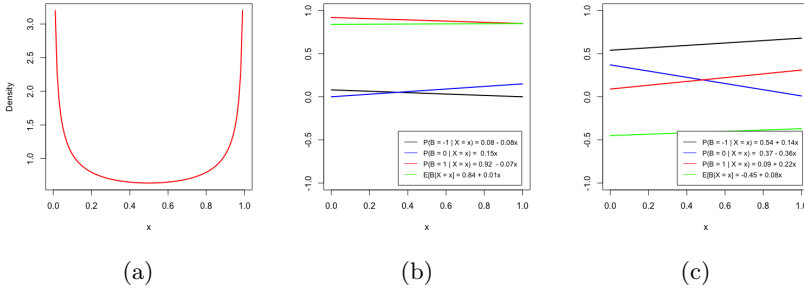 Density
1.0
1.5
2.0
2.5
3.0
0.0 0.2 0.4 0.6 0.8 1.0
x
(a)
1.0
0.5
0.0
-0.5
-1.0
P(B = -1 | X = x) = 0.08 - 0.08x
P(B = 0 | X = x) = 0.15x
P(B = 1 | X = x) = 0.92 - 0.07x
E[B|X = x] = 0.84 + 0.01x
0.0 0.2 0.4 0.6 0.8 1.0
x
(b)
1.0
0.5
0.0
-0.5
-1.0
P(B = -1 | X = x) = 0.54 + 0.14x
P(B = 0 | X = x) = 0.37 - 0.36x
P(B = 1 | X = x) = 0.09 + 0.22x
E[B|X = x] = -0.45 + 0.08x
0.0 0.2 0.4 0.6 0.8 1.0
x
(c)